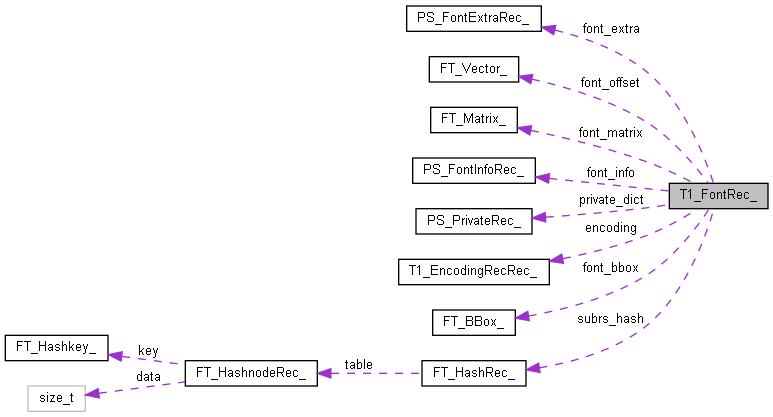 PS_FontExtraRec_
font_extra
FT_Vector_
font_offset
FT_Matrix_
font_matrix
PS_FontInfoRec_
font_info
T1_FontRec_
private_dict
PS_PrivateRec_
encoding
T1_EncodingRecRec_
font_bbox
FT_BBox_
subrs_hash
FT_Hashkey_
key
table
FT_HashnodeRec_
FT_HashRec_
data
size_t